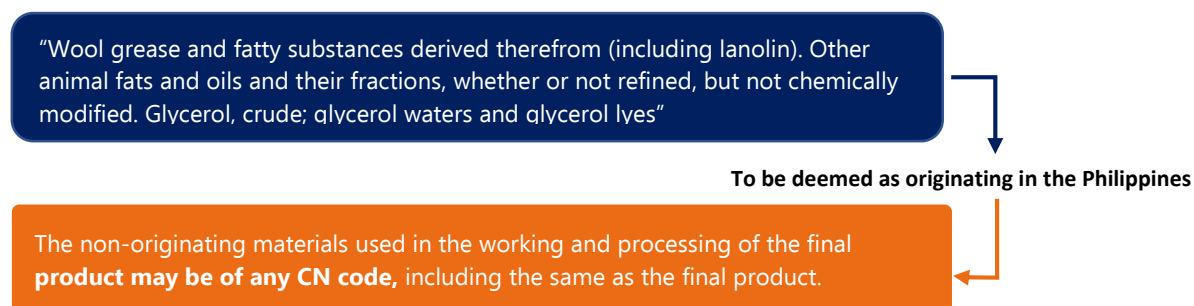 “Wool grease and fatty substances derived therefrom (including lanolin). Other
animal fats and oils and their fractions, whether or not refined, but not chemically
modified. Glycerol, crude; glycerol waters and glycerol lyes”
To be deemed as originating in the Philippines
The non-originating materials used in the working and processing of the final
product may be of any CN code, including the same as the final product.